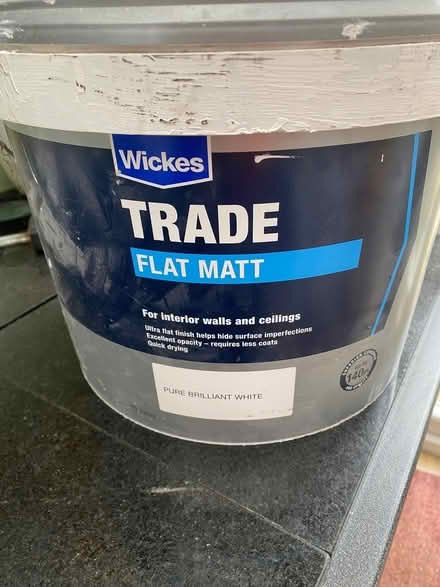 Wickes
TRADE
FLAT MATT
For interior walls and ceilings
Ultra flat finish helps hide surface imperfections
Excellent opacity – requires less coats
Quick drying
140m
PURE BRILLIANT WHITE